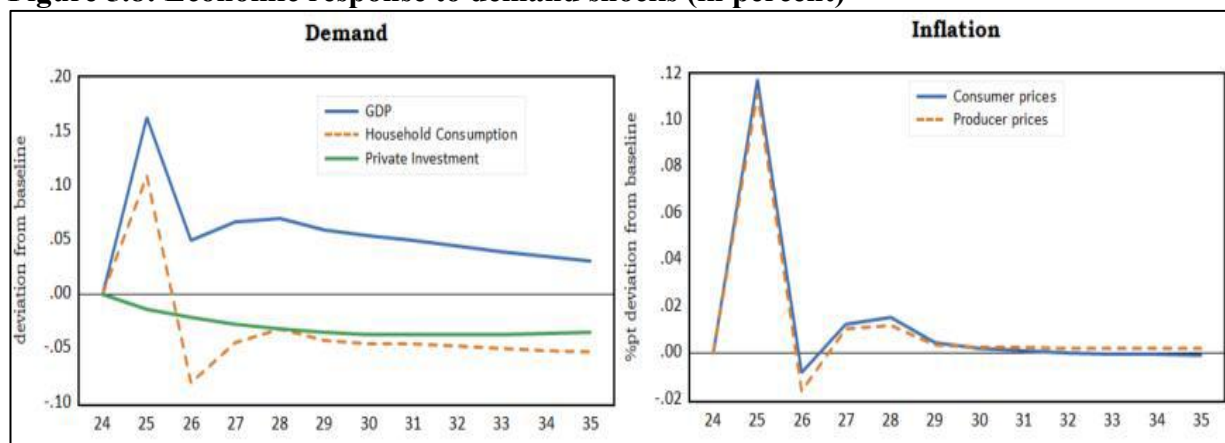 Figure 3.8: Economic response to demand shocks (in percent)
Demand
.20
.15
.10
.05
.00
-.05
-.10
deviation from baseline
GDP
Household Consumption
Private Investment
24 25 26 27 28 29 30 31 32 33 34 35
Inflation
.12
.10
.08
.06
.04
.02
.00
-.02
%pt deviation from baseline
Consumer prices
Producer prices
24 25 26 27 28 29 30 31 32 33 34 35